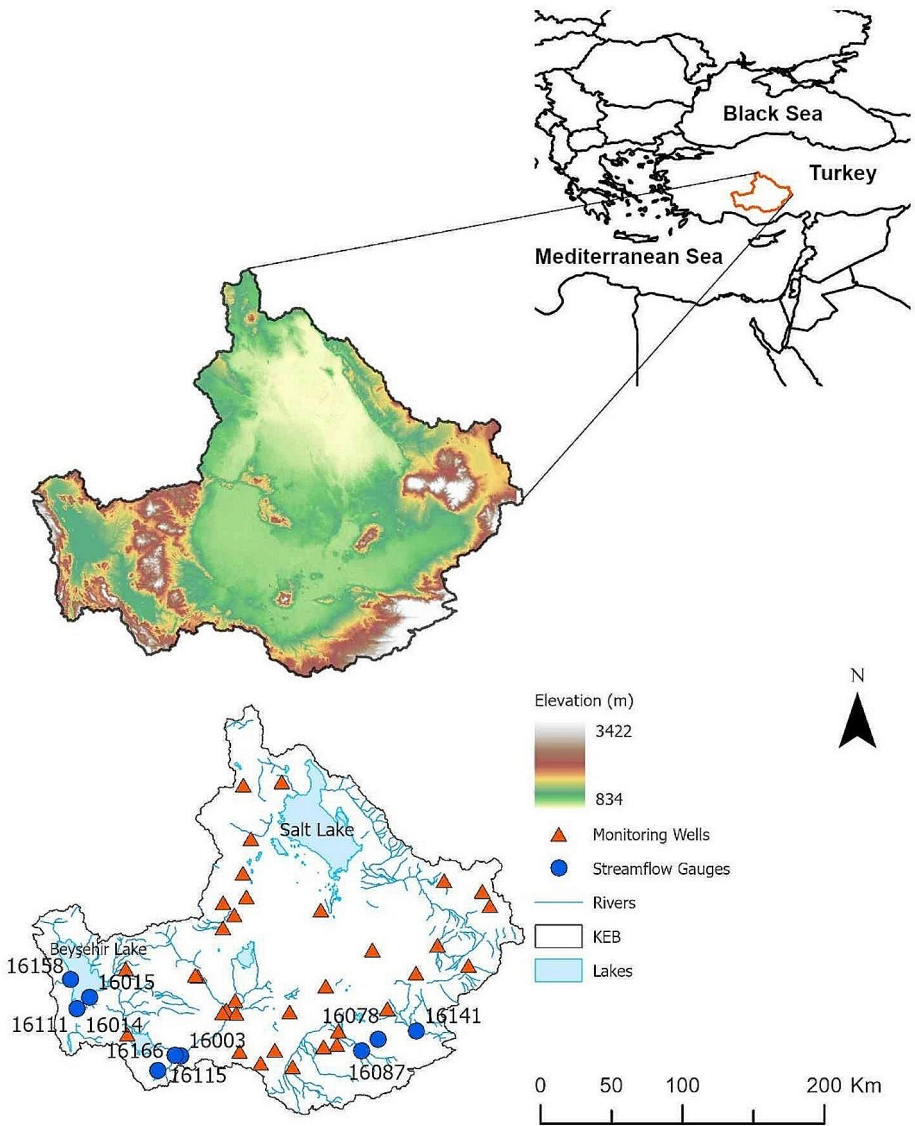 Black Sea
Turkey
Mediterranean Sea
N
Elevation (m)
3422
834
Monitoring Wells
Streamflow Gauges
Rivers
KEB
Lakes
Salt Lake
Beyşehir Lake
16158
16015
16111
16014
16078
16141
16166
16003
16115
16087
0
50
100
200 Km